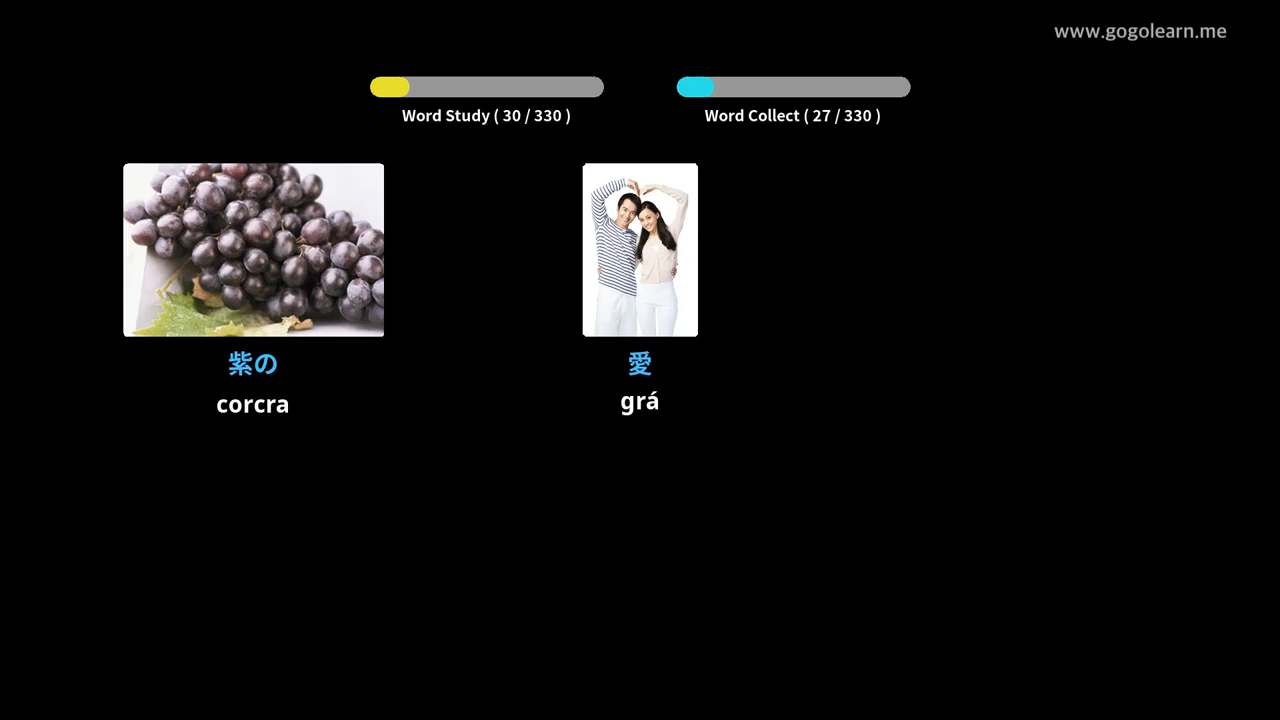 www.gogolearn.me
Word Study ( 30 / 330 )
Word Collect ( 27 / 330 )
紫の
corcra
愛
grá